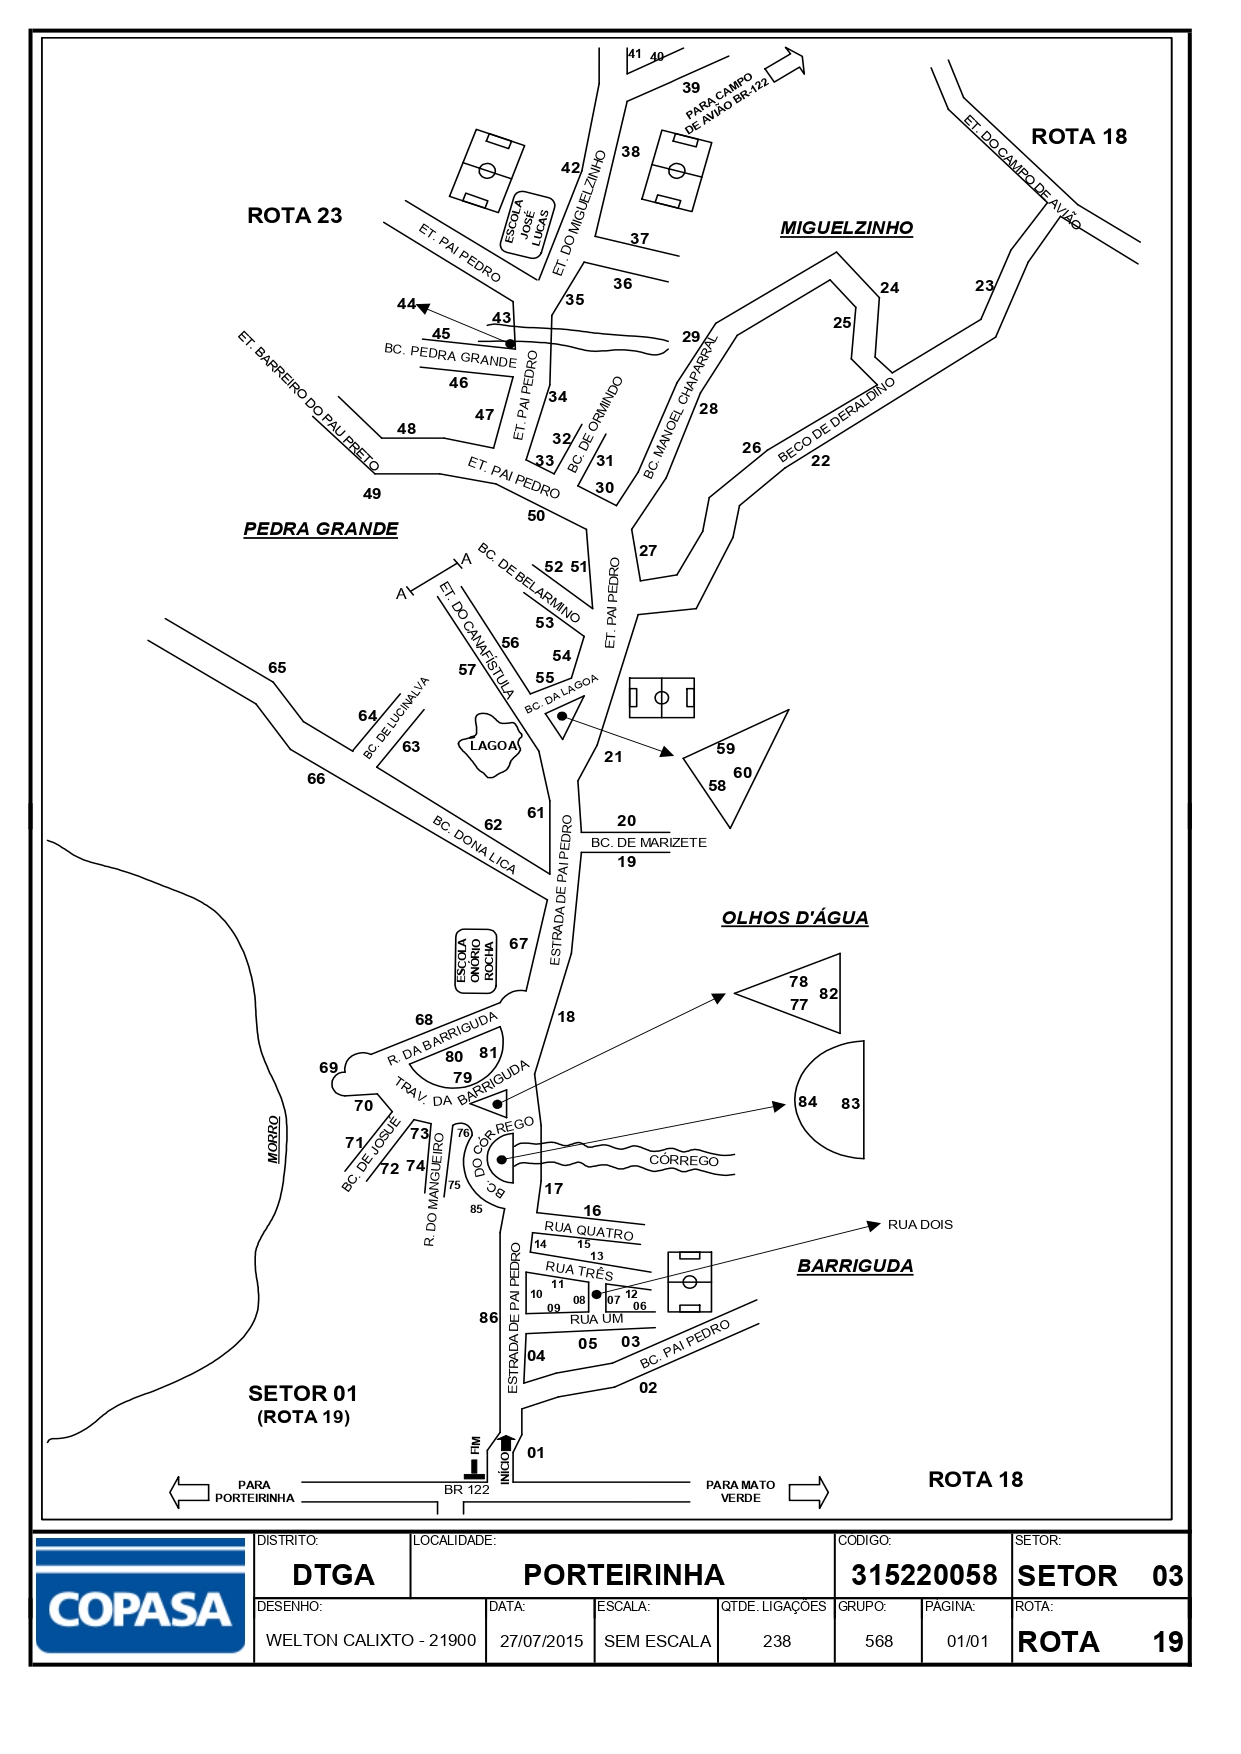 41 40
39
PARA CAMPO
DE AVIÃO BR-122
ET. DO CAMPO DE AVIÃO
ROTA 18
38
42
ET. DO MIGUELZINHO
ESCOLA
JOSÉ
LUCAS
ROTA 23
MIGUELZINHO
ET. PAI PEDRO
37
36
35
24
23
25
44
43
45
29
BC. PEDRA GRANDE
46
ET. BARREIRO DO PAU PRETO
47
48
ET. PAI PEDRO
34
32
33
BC. DE ORMINDO
31
30
BC. MANOEL CHAPARRAL
28
26
BECO DE DERALDINO
22
ET. PAI PEDRO
49
50
PEDRA GRANDE
27
A
A
BC. DE BELARMINO
52 51
53
54
55
ET. PAI PEDRO
ET. DO CANAFÍSTULA
56
57
BC. DA LAGOA
65
64
BC. DE LUCINALVA
63
LAGOA
21
59
60
58
66
62
BC. DONA LICA
61
20
BC. DE MARIZETE
19
ESTRADA DE PAI PEDRO
OLHOS D'ÁGUA
67
ESCOLA
ONÓRIO
ROCHA
78
77
82
68
18
R. DA BARRIGUDA
80 81
79
69
TRAV. DA BARRIGUDA
70
84 83
MORRO
71
BC. DE JOSUÉ
72
73
74
R. DO MANGUEIRO
76
75
85
BC. DO CÓRREGO
CÓRREGO
17
16
RUA QUATRO
RUA DOIS
14
15
13
RUA TRÊS
BARRIGUDA
11
10
09
08
07
12
06
RUA UM
86
ESTRADA DE PAI PEDRO
05
03
04
BC. PAI PEDRO
02
SETOR 01
(ROTA 19)
FIM
INÍCIO
01
PARA
PORTEIRINHA
BR 122
PARA MATO
VERDE
ROTA 18
COPASA
DISTRITO:
DTGA
LOCALIDADE:
PORTEIRINHA
CODIGO:
315220058
SETOR:
SETOR 03
DESENHO:
WELTON CALIXTO - 21900
DATA:
27/07/2015
ESCALA:
SEM ESCALA
QTDE. LIGAÇÕES
238
GRUPO:
568
PÁGINA:
01/01
ROTA:
ROTA 19